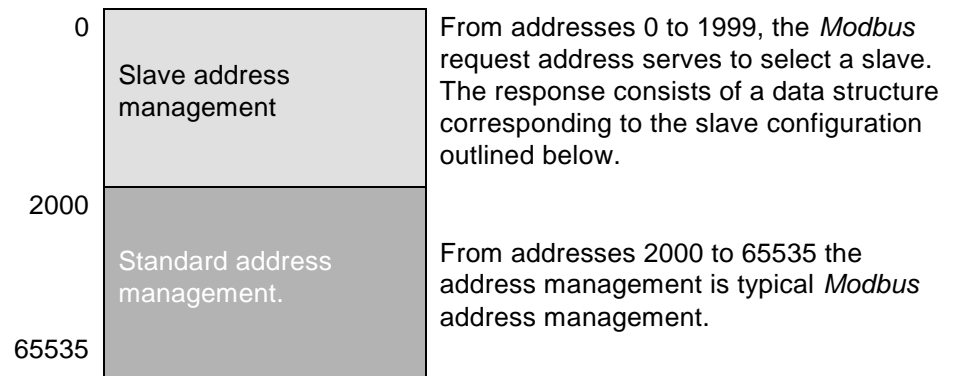 0
Slave address
management
From addresses 0 to 1999, the Modbus
request address serves to select a slave.
The response consists of a data structure
corresponding to the slave configuration
outlined below.
2000
Standard address
management.
From addresses 2000 to 65535 the
address management is typical Modbus
address management.
65535